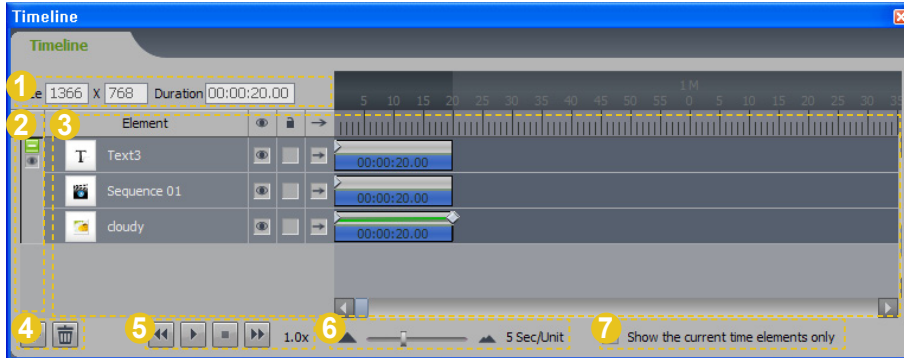 Timeline
Timeline
1
1366 X 768 Duration 00:00:20.00
1M
5 10 15 20 25 30 35 40 45 50 55 0 5 10 15 20 25 30 35
2 3 Element
T Text3 00:00:20.00
Sequence 01 00:00:20.00
cloudy 00:00:20.00
4 5 1.0x 6 5 Sec/Unit 7 Show the current time elements only